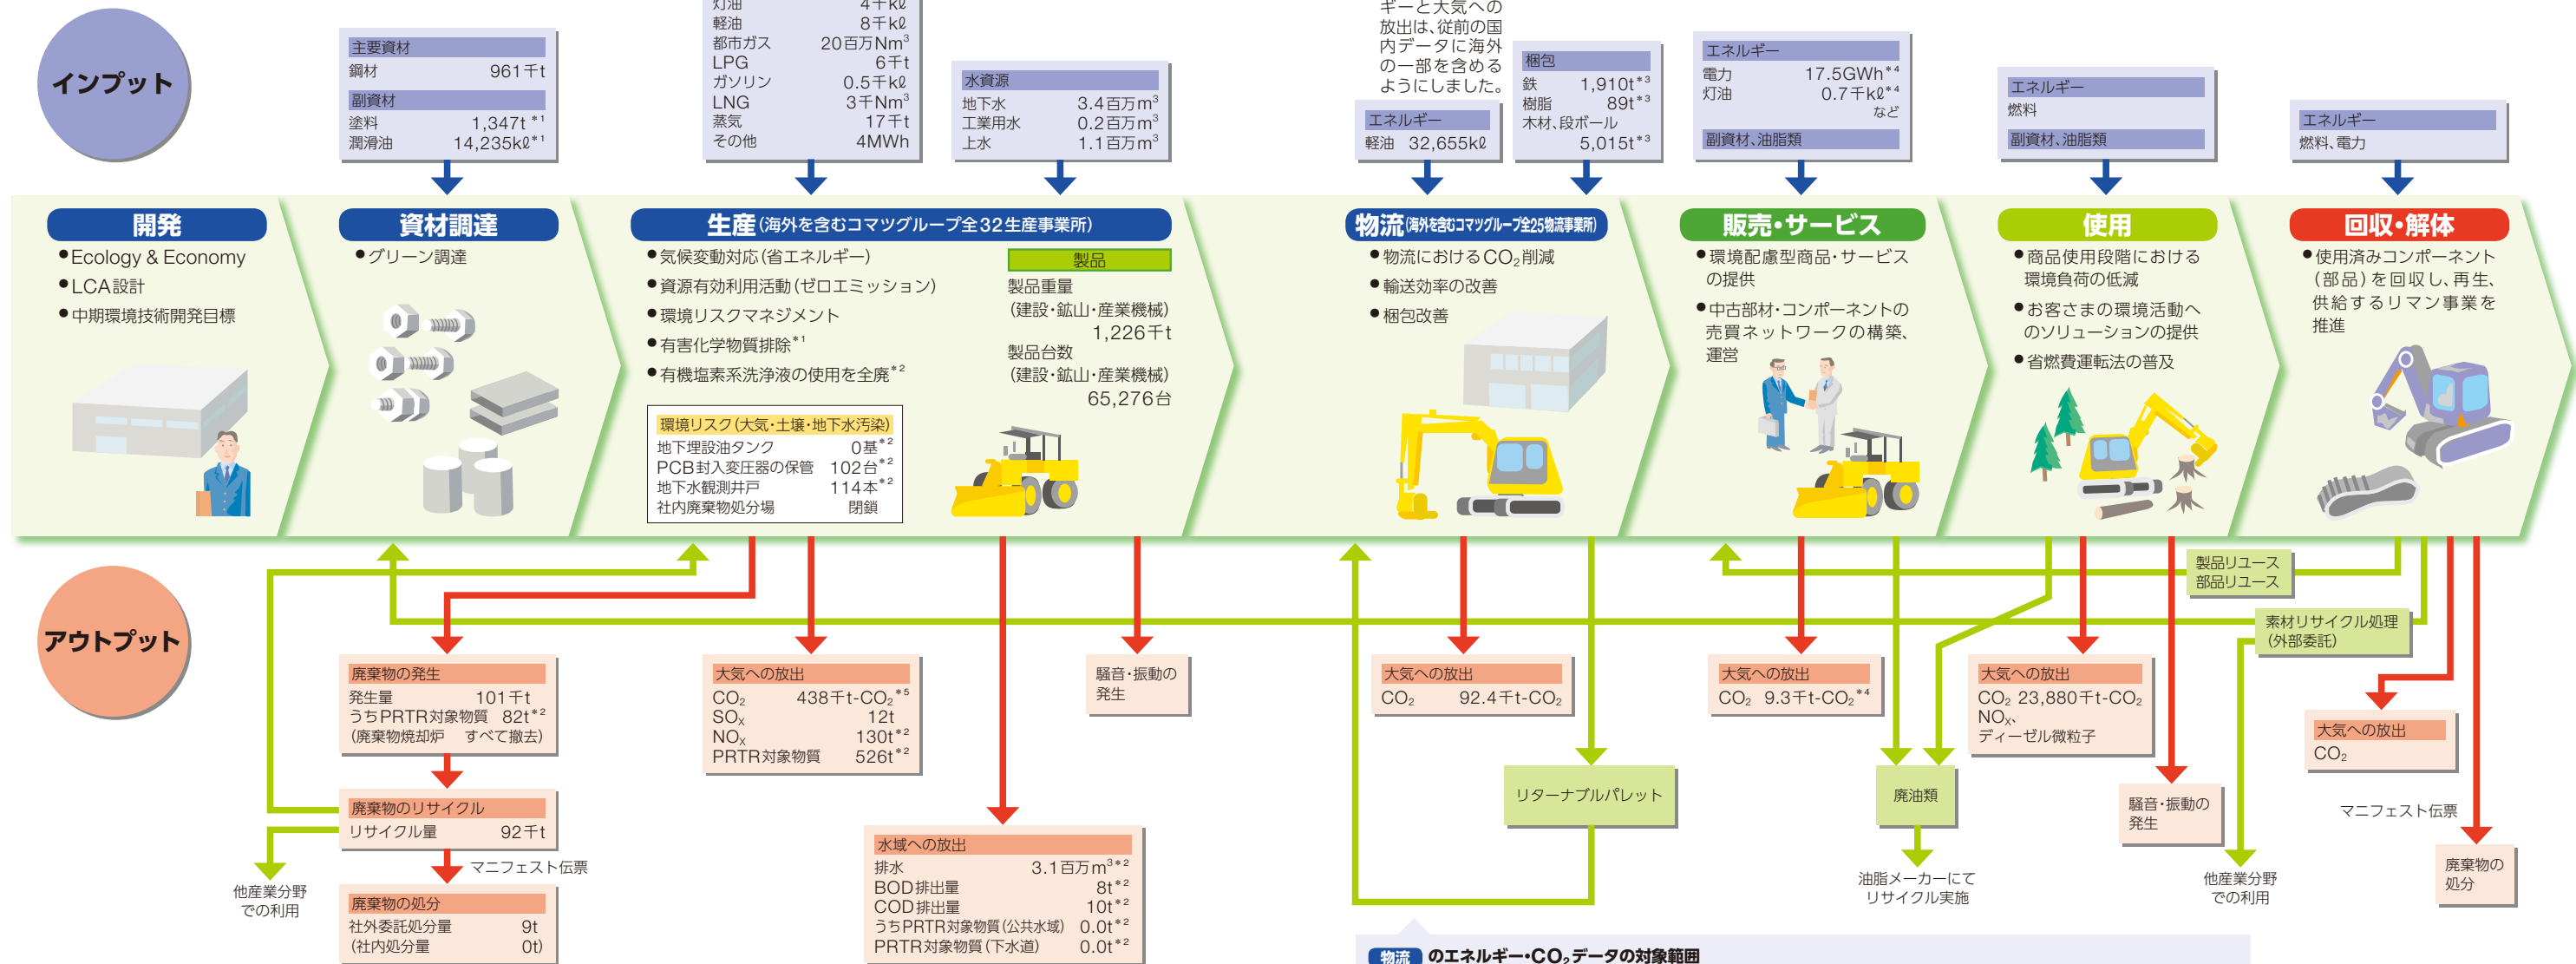 インプット
主要資材
鋼材 961千t
副資材
塗料 1,347t *1
潤滑油 14,235kℓ*1
灯油 4千kℓ
軽油 8千kℓ
都市ガス 20百万Nm3
LPG 6千t
ガソリン 0.5千kℓ
LNG 3千Nm3
蒸気 17千t
その他 4MWh
水資源
地下水 3.4百万m3
工業用水 0.2百万m3
上水 1.1百万m3
ギーと大気への
放出は、従前の国
内データに海外
の一部を含める
ようにしました。
エネルギー
軽油 32,655kℓ
梱包
鉄 1,910t*3
樹脂 89t*3
木材、段ボール
5,015t*3
エネルギー
電力 17.5GWh*4
灯油 0.7千kℓ*4
など
副資材、油脂類
エネルギー
燃料
副資材、油脂類
エネルギー
燃料、電力
開発
●Ecology & Economy
●LCA設計
●中期環境技術開発目標
資材調達
●グリーン調達
生産(海外を含むコマツグループ全32生産事業所)
●気候変動対応(省エネルギー)
●資源有効利用活動(ゼロエミッション)
●環境リスクマネジメント
●有害化学物質排除*1
●有機塩素系洗浄液の使用を全廃*2
製品
製品重量
(建設・鉱山・産業機械)
1,226千t
製品台数
(建設・鉱山・産業機械)
65,276台
環境リスク(大気・土壌・地下水汚染)
地下埋設油タンク 0基*2
PCB封入変圧器の保管 102台*2
地下水観測井戸 114本*2
社内廃棄物処分場 閉鎖
物流(海外を含むコマツグループ全25物流事業所)
●物流におけるCO2削減
●輸送効率の改善
●梱包改善
販売・サービス
●環境配慮型商品・サービス
の提供
●中古部材・コンポーネントの
売買ネットワークの構築、
運営
使用
●商品使用段階における
環境負荷の低減
●お客さまの環境活動へ
のソリューションの提供
●省燃費運転法の普及
回収・解体
●使用済みコンポーネント
(部品)を回収し、再生、
供給するリマン事業を
推進
アウトプット
製品リユース
部品リユース
素材リサイクル処理
(外部委託)
廃棄物の発生
発生量 101千t
うちPRTR対象物質 82t*2
(廃棄物焼却炉 すべて撤去)
廃棄物のリサイクル
リサイクル量 92千t
マニフェスト伝票
他産業分野
での利用
廃棄物の処分
社外委託処分量 9t
(社内処分量 0t)
大気への放出
CO2 438千t-CO2*5
SOX 12t
NOX 130t*2
PRTR対象物質 526t*2
水域への放出
排水 3.1百万m3*2
BOD排出量 8t*2
COD排出量 10t*2
うちPRTR対象物質(公共水域) 0.0t*2
PRTR対象物質(下水道) 0.0t*2
騒音・振動の
発生
大気への放出
CO2 92.4千t-CO2
リターナブルパレット
大気への放出
CO2 9.3千t-CO2*4
廃油類
油脂メーカーにて
リサイクル実施
大気への放出
CO2 23,880千t-CO2
NOX、
ディーゼル微粒子
騒音・振動の
発生
他産業分野
での利用
大気への放出
CO2
マニフェスト伝票
廃棄物の
処分
物流 のエネルギー・CO2データの対象範囲